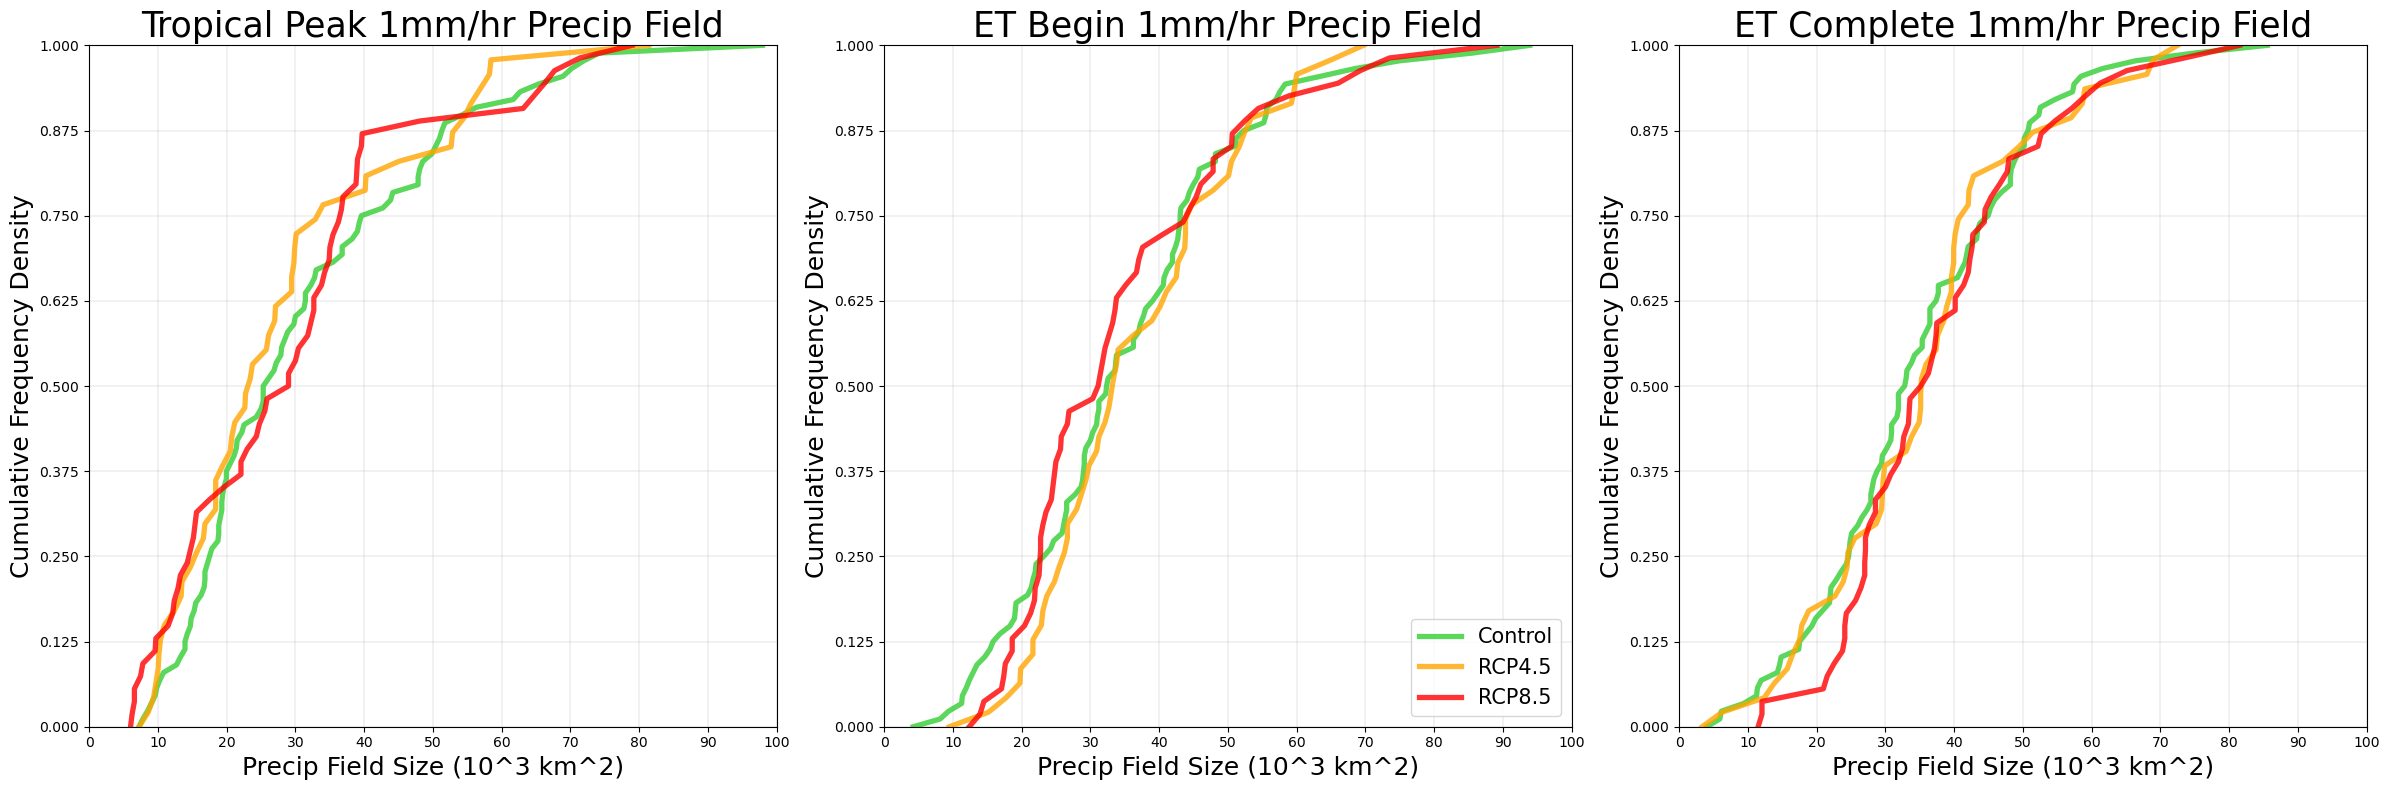 Tropical Peak 1mm/hr Precip Field
Cumulative Frequency Density
1.000
0.875
0.750
0.625
0.500
0.375
0.250
0.125
0.000
0 10 20 30 40 50 60 70 80 90 100
Precip Field Size (10^3 km^2)
ET Begin 1mm/hr Precip Field
Cumulative Frequency Density
1.000
0.875
0.750
0.625
0.500
0.375
0.250
0.125
0.000
Control
RCP4.5
RCP8.5
0 10 20 30 40 50 60 70 80 90 100
Precip Field Size (10^3 km^2)
ET Complete 1mm/hr Precip Field
Cumulative Frequency Density
1.000
0.875
0.750
0.625
0.500
0.375
0.250
0.125
0.000
0 10 20 30 40 50 60 70 80 90 100
Precip Field Size (10^3 km^2)